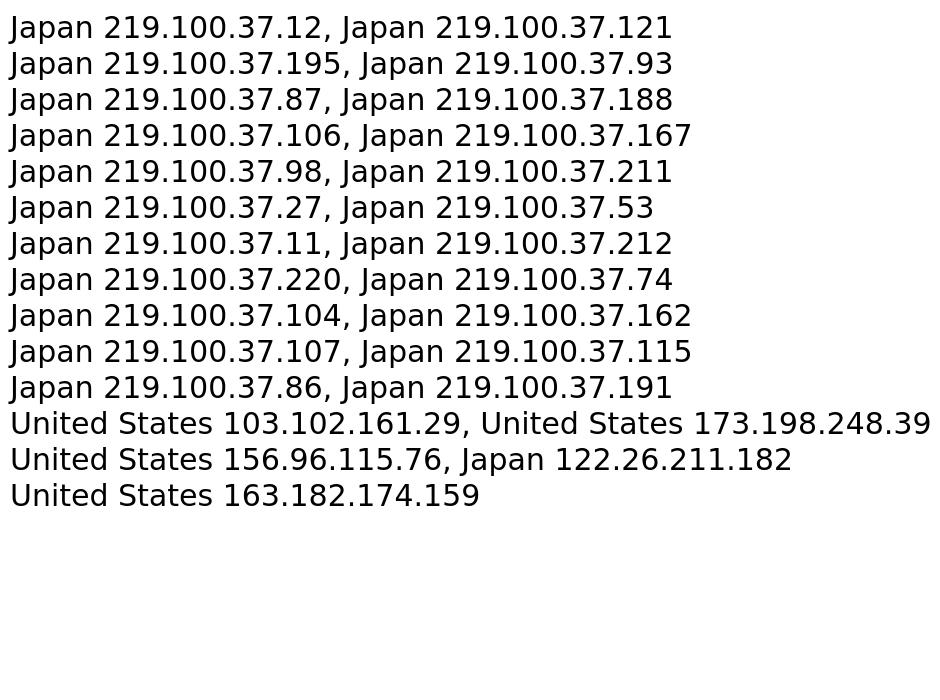 Japan 219.100.37.12, Japan 219.100.37.121
Japan 219.100.37.195, Japan 219.100.37.93
Japan 219.100.37.87, Japan 219.100.37.188
Japan 219.100.37.106, Japan 219.100.37.167
Japan 219.100.37.98, Japan 219.100.37.211
Japan 219.100.37.27, Japan 219.100.37.53
Japan 219.100.37.11, Japan 219.100.37.212
Japan 219.100.37.220, Japan 219.100.37.74
Japan 219.100.37.104, Japan 219.100.37.162
Japan 219.100.37.107, Japan 219.100.37.115
Japan 219.100.37.86, Japan 219.100.37.191
United States 103.102.161.29, United States 173.198.248.39
United States 156.96.115.76, Japan 122.26.211.182
United States 163.182.174.159